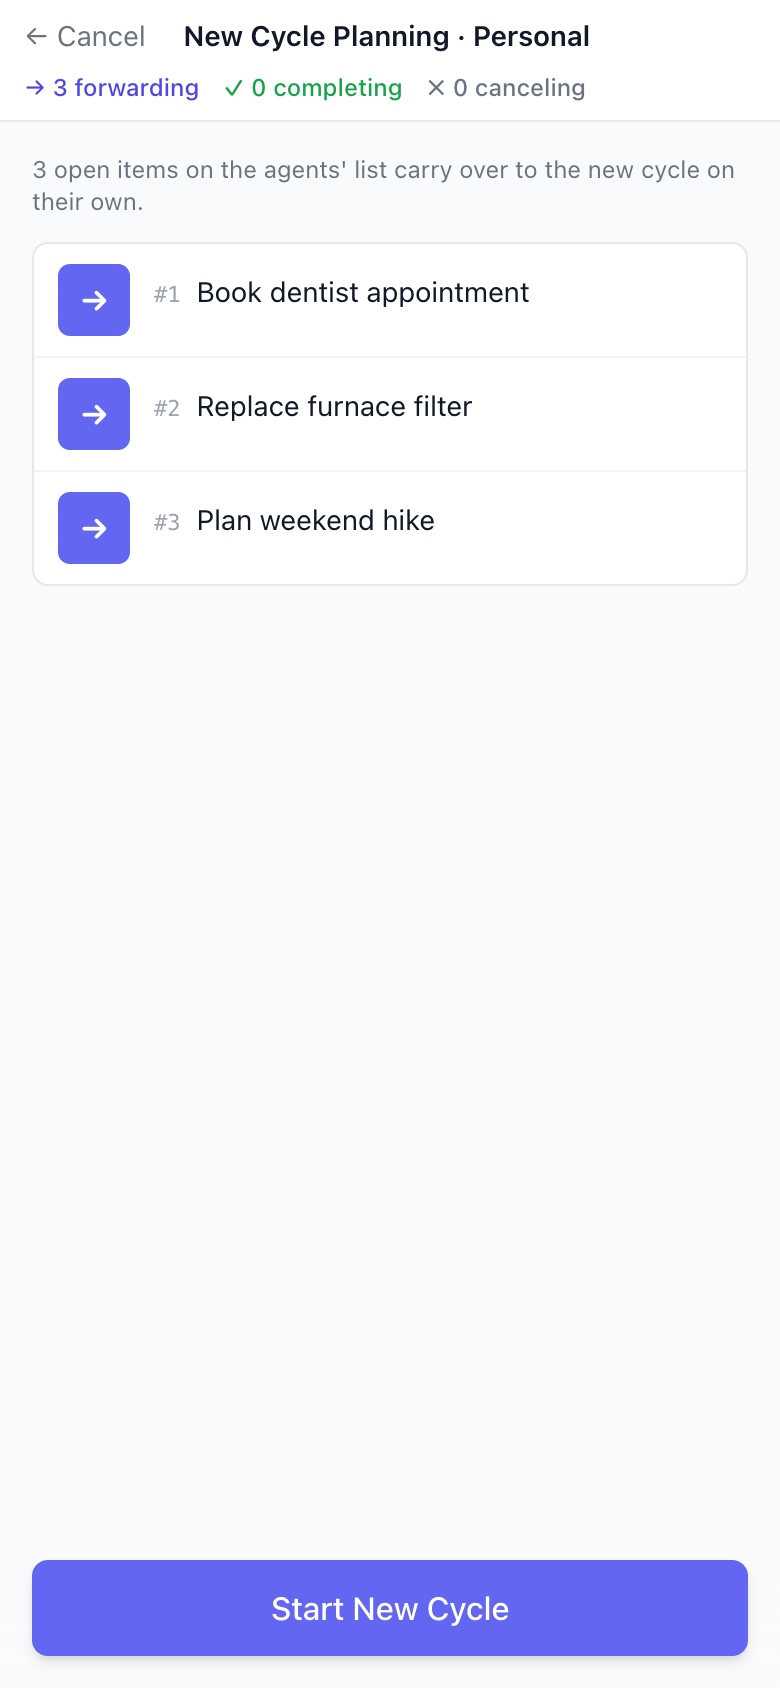 ← Cancel New Cycle Planning · Personal
→ 3 forwarding ✓ 0 completing ✕ 0 canceling
3 open items on the agents' list carry over to the new cycle on
their own.
→ #1 Book dentist appointment
→ #2 Replace furnace filter
→ #3 Plan weekend hike
Start New Cycle